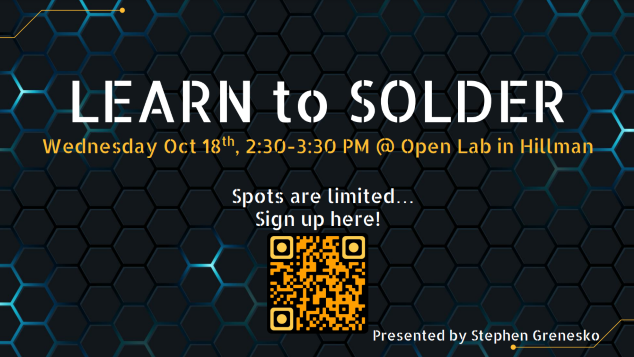 LEARN to SOLDER
Wednesday Oct 18th, 2:30-3:30 PM @ Open Lab in Hillman
Spots are limited...
Sign up here!
Presented by Stephen Grenesko